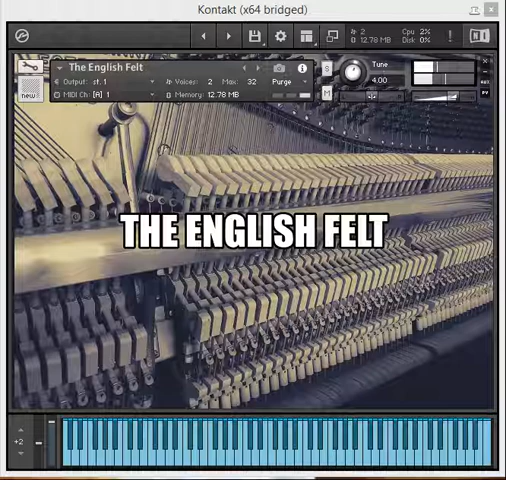 Kontakt (x64 bridged)
2
12.78 MB
Cpu 2%
Disk 0%
The English Felt
Output: st. 1
Voices: 2 Max: 32
Purge
MIDI Ch: [A] 1
Memory: 12.78 MB
new
S
M
Tune
4.00
THE ENGLISH FELT
+2